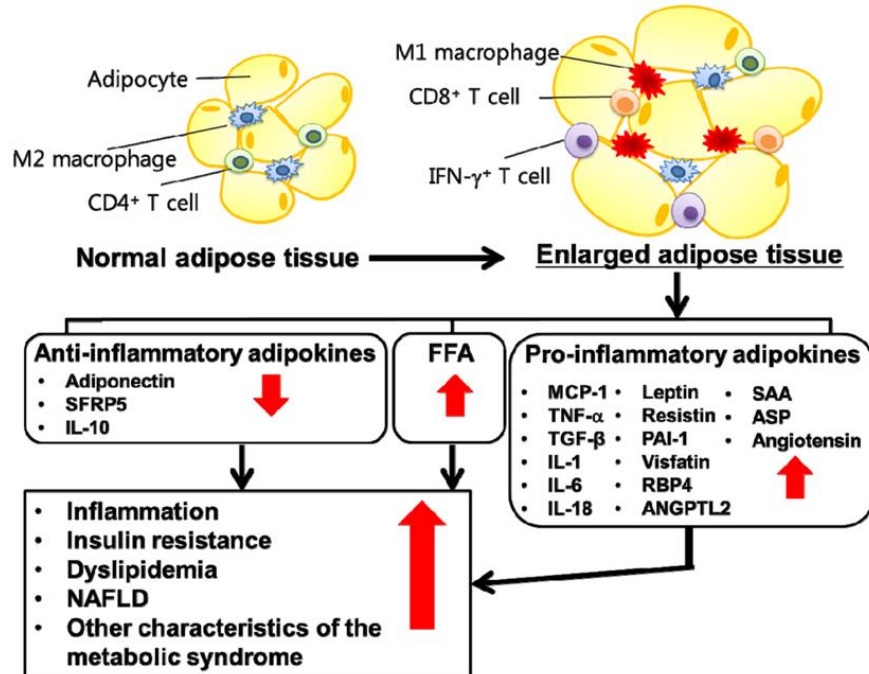 Adipocyte
M2 macrophage
CD4⁺ T cell
M1 macrophage
CD8⁺ T cell
IFN-γ⁺ T cell
Normal adipose tissue
Enlarged adipose tissue
Anti-inflammatory adipokines
• Adiponectin
• SFRP5
• IL-10
FFA
Pro-inflammatory adipokines
• MCP-1
• TNF-α
• TGF-β
• IL-1
• IL-6
• IL-18
• Leptin
• Resistin
• PAI-1
• Visfatin
• RBP4
• ANGPTL2
• SAA
• ASP
• Angiotensin
• Inflammation
• Insulin resistance
• Dyslipidemia
• NAFLD
• Other characteristics of the
metabolic syndrome